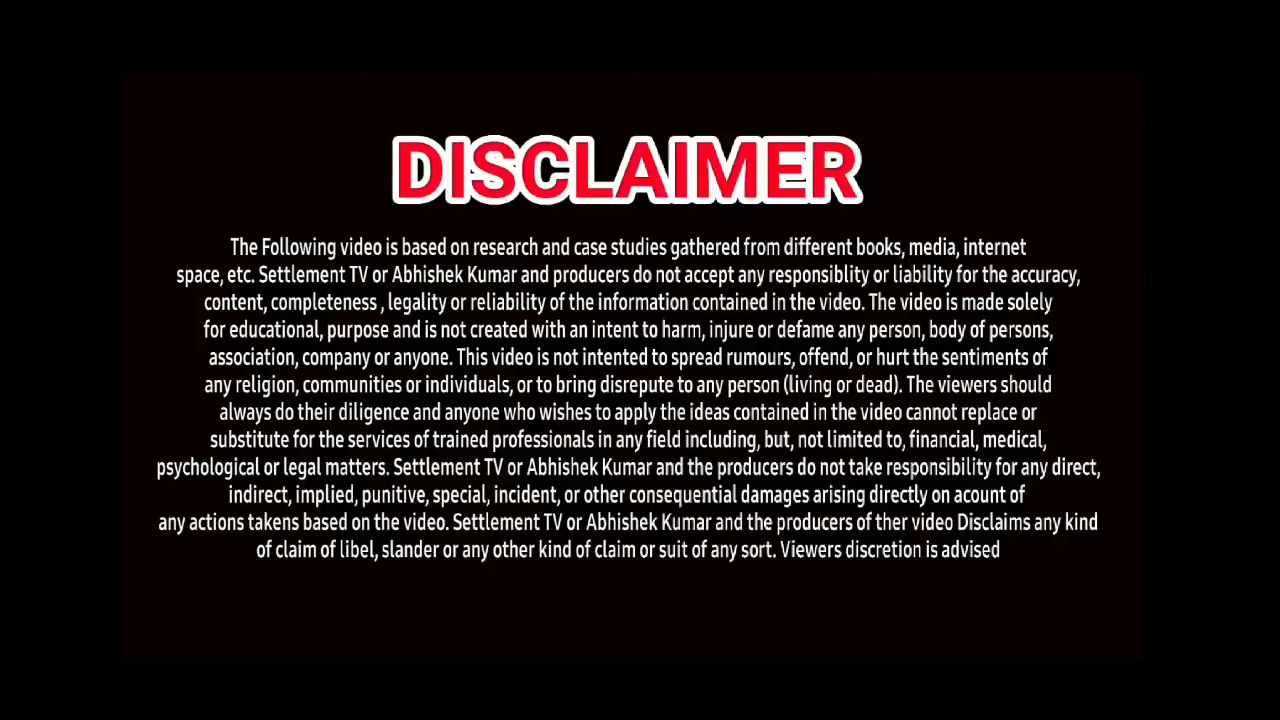 DISCLAIMER
The Following video is based on research and case studies gathered from different books, media, internet
space, etc. Settlement TV or Abhishek Kumar and producers do not accept any responsiblity or liability for the accuracy,
content, completeness , legality or reliability of the information contained in the video. The video is made solely
for educational, purpose and is not created with an intent to harm, injure or defame any person, body of persons,
association, company or anyone. This video is not intented to spread rumours, offend, or hurt the sentiments of
any religion, communities or individuals, or to bring disrepute to any person (living or dead). The viewers should
always do their diligence and anyone who wishes to apply the ideas contained in the video cannot replace or
substitute for the services of trained professionals in any field including, but, not limited to, financial, medical,
psychological or legal matters. Settlement TV or Abhishek Kumar and the producers do not take responsibility for any direct,
indirect, implied, punitive, special, incident, or other consequential damages arising directly on acount of
any actions takens based on the video. Settlement TV or Abhishek Kumar and the producers of ther video Disclaims any kind
of claim of libel, slander or any other kind of claim or suit of any sort. Viewers discretion is advised